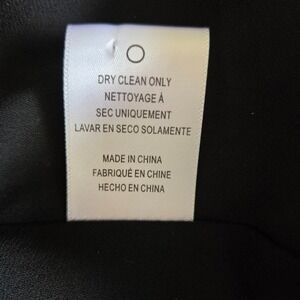 DRY CLEAN ONLY
NETTOYAGE À
SEC UNIQUEMENT
LAVAR EN SECO SOLAMENTE
MADE IN CHINA
FABRIQUÉ EN CHINE
HECHO EN CHINA